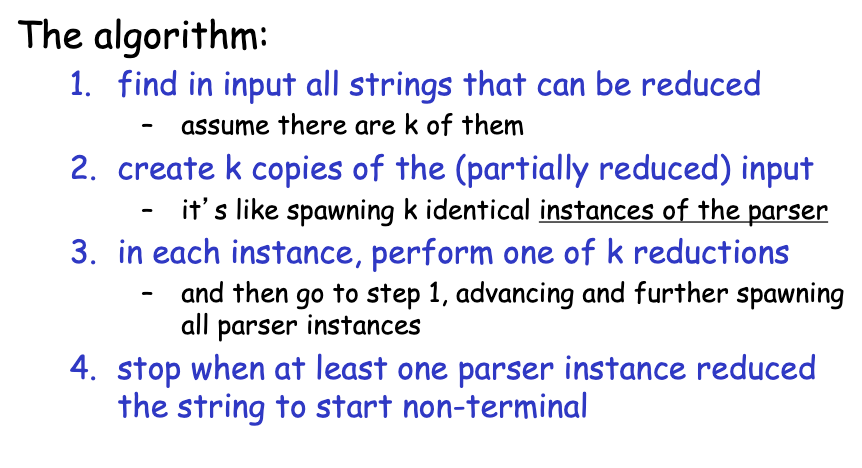 The algorithm:
1. find in input all strings that can be reduced
- assume there are k of them
2. create k copies of the (partially reduced) input
- it's like spawning k identical instances of the parser
3. in each instance, perform one of k reductions
- and then go to step 1, advancing and further spawning
all parser instances
4. stop when at least one parser instance reduced
the string to start non-terminal